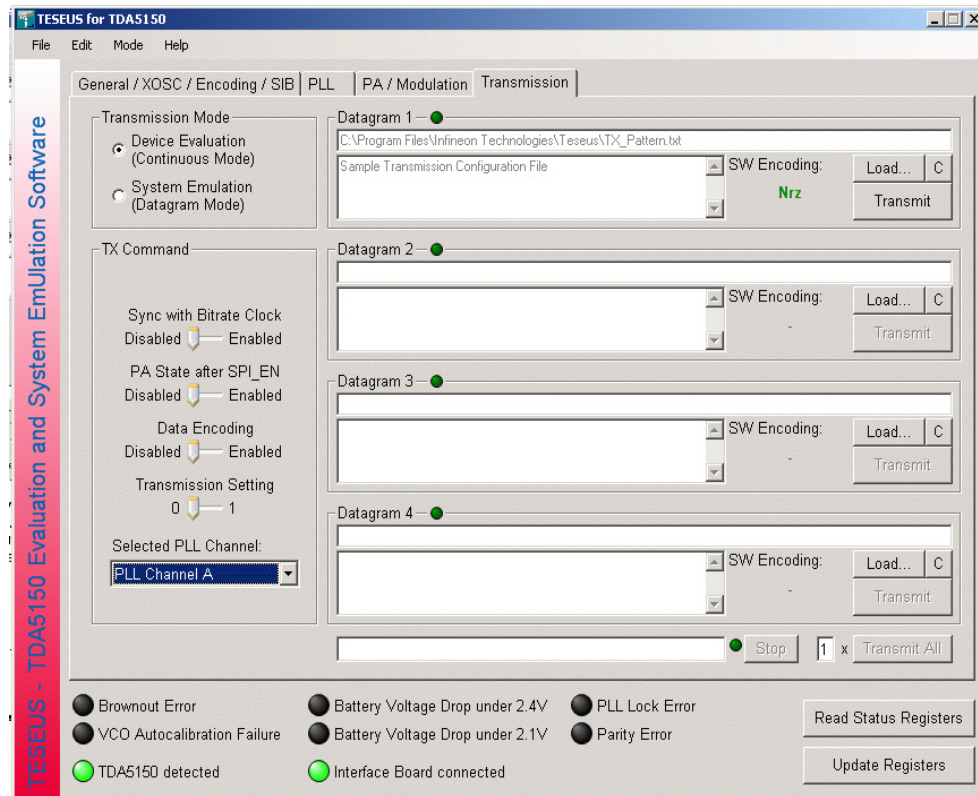 TESEUS for TDA5150
File Edit Mode Help
TESEUS - TDA5150 Evaluation and System EmUlation Software
General / XOSC / Encoding / SIB PLL PA / Modulation Transmission
Transmission Mode
Device Evaluation
(Continuous Mode)
System Emulation
(Datagram Mode)
TX Command
Sync with Bitrate Clock
Disabled Enabled
PA State after SPI_EN
Disabled Enabled
Data Encoding
Disabled Enabled
Transmission Setting
0 1
Selected PLL Channel:
PLL Channel A
Datagram 1
C:\Program Files\Infineon Technologies\Teseus\TX_Pattern.txt
Sample Transmission Configuration File
SW Encoding:
Nrz
Load... C
Transmit
Datagram 2
SW Encoding:
-
Load... C
Transmit
Datagram 3
SW Encoding:
-
Load... C
Transmit
Datagram 4
SW Encoding:
-
Load... C
Transmit
Stop 1 x Transmit All
Brownout Error
VCO Autocalibration Failure
TDA5150 detected
Battery Voltage Drop under 2.4V
Battery Voltage Drop under 2.1V
Interface Board connected
PLL Lock Error
Parity Error
Read Status Registers
Update Registers